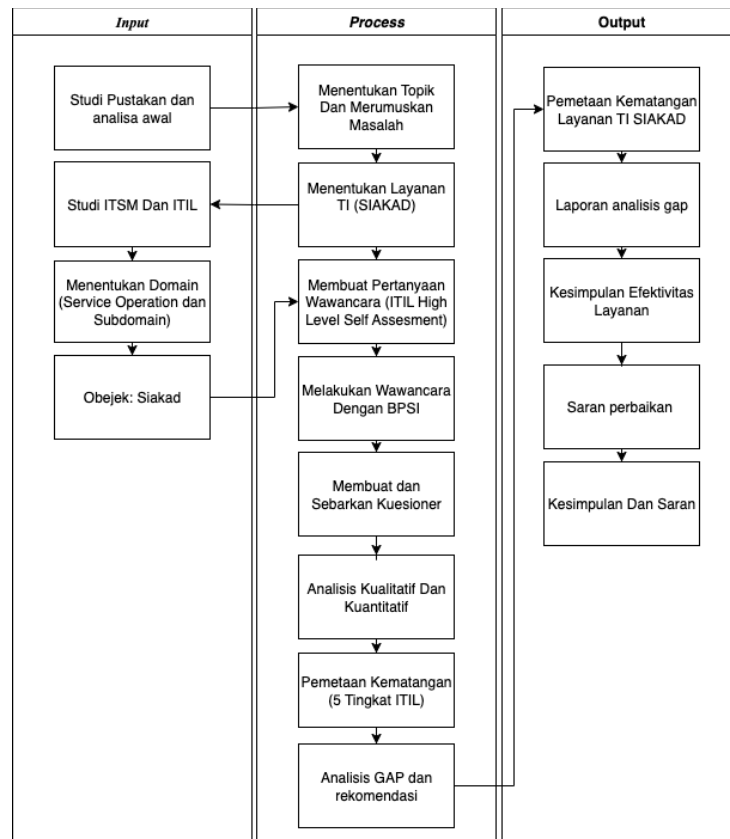 Input
Process
Output
Studi Pustakan dan
analisa awal
Studi ITSM Dan ITIL
Menentukan Domain
(Service Operation dan
Subdomain)
Obejek: Siakad
Menentukan Topik
Dan Merumuskan
Masalah
Menentukan Layanan
TI (SIAKAD)
Membuat Pertanyaan
Wawancara (ITIL High
Level Self Assesment)
Melakukan Wawancara
Dengan BPSI
Membuat dan
Sebarkan Kuesioner
Analisis Kualitatif Dan
Kuantitatif
Pemetaan Kematangan
(5 Tingkat ITIL)
Analisis GAP dan
rekomendasi
Pemetaan Kematangan
Layanan TI SIAKAD
Laporan analisis gap
Kesimpulan Efektivitas
Layanan
Saran perbaikan
Kesimpulan Dan Saran